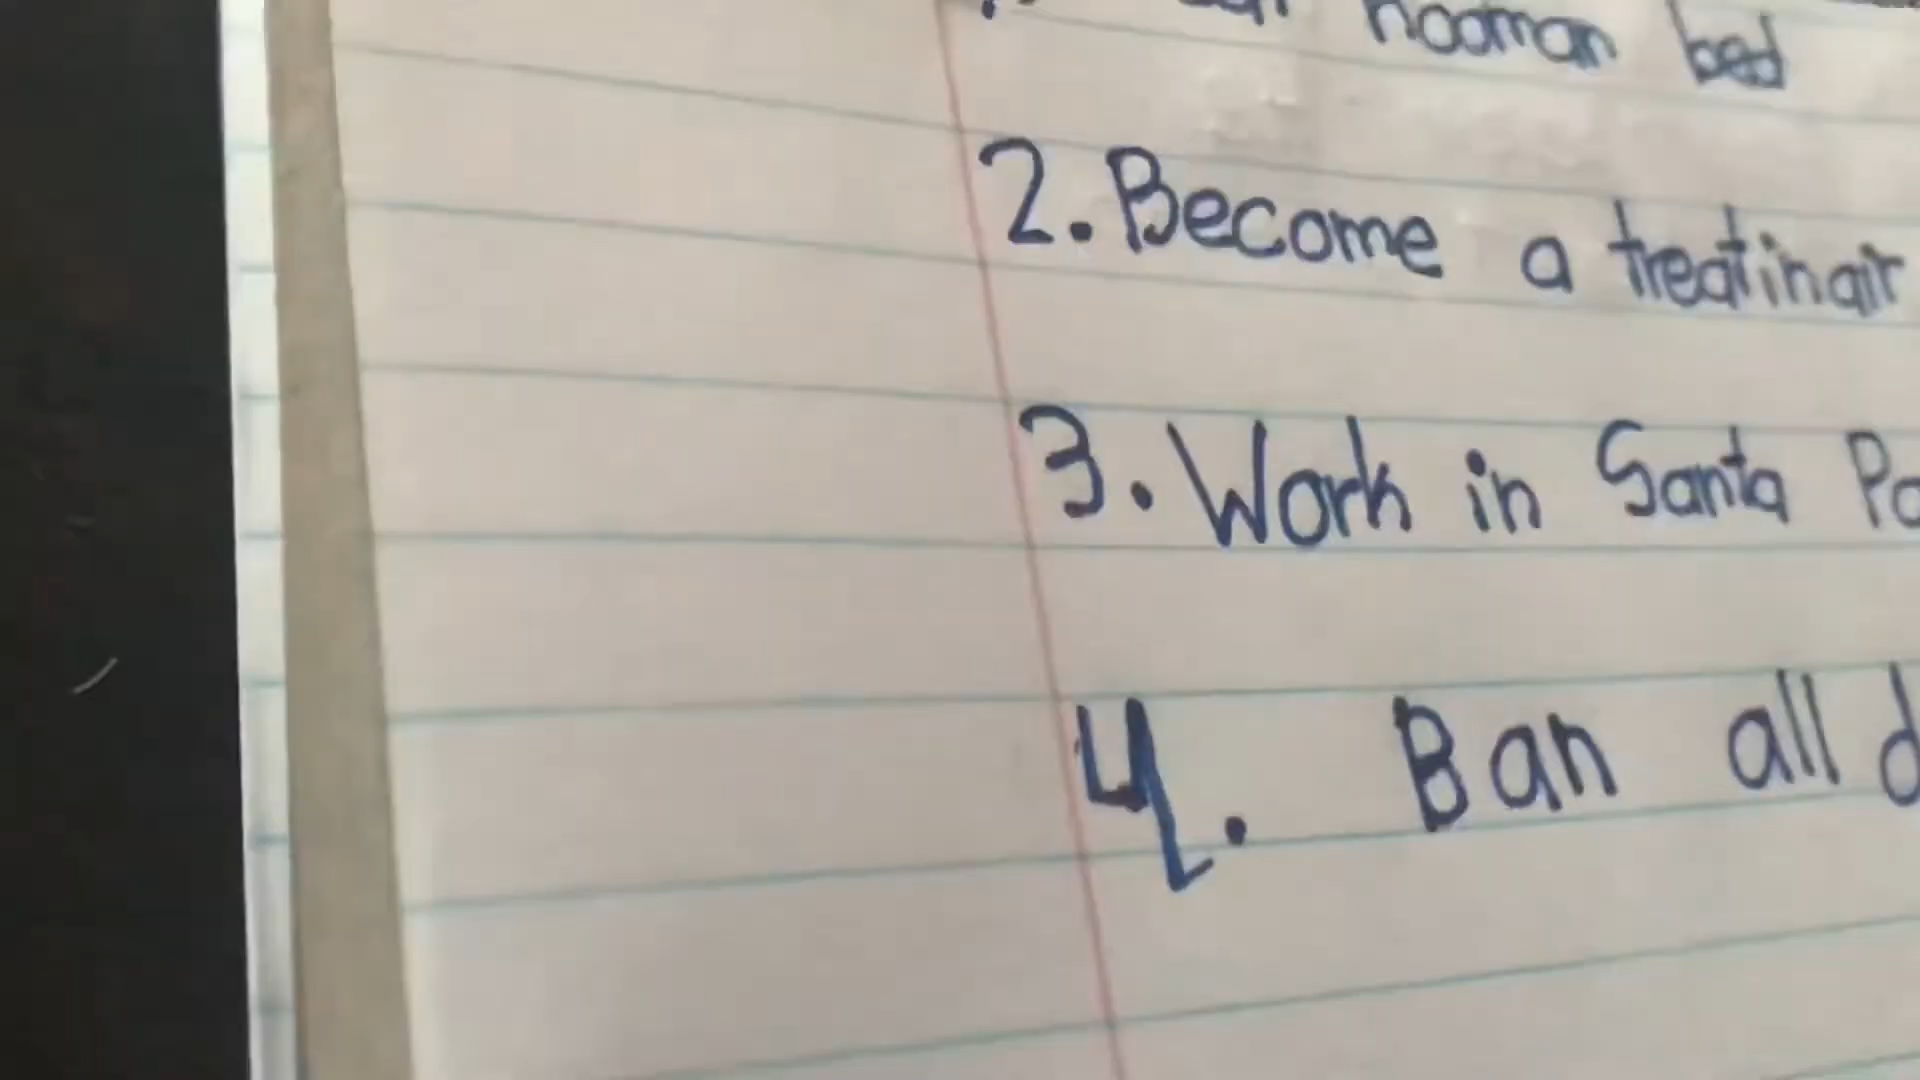 hooman bed
2. Become a treatinair
3. Work in Santa
4. Ban all